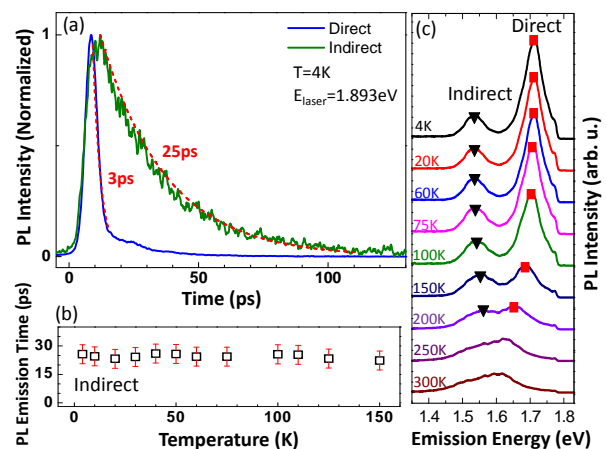 (a)
Direct
Indirect
T=4K
E_laser=1.893eV
25ps
3ps
PL Intensity (Normalized)
1
0
0 50 100
Time (ps)
(b)
PL Emission Time (ps)
30
15
0
Indirect
0 50 100 150
Temperature (K)
(c)
Direct
Indirect
4K
20K
60K
75K
100K
150K
200K
250K
300K
PL Intensity (arb. u.)
1.4 1.5 1.6 1.7 1.8
Emission Energy (eV)